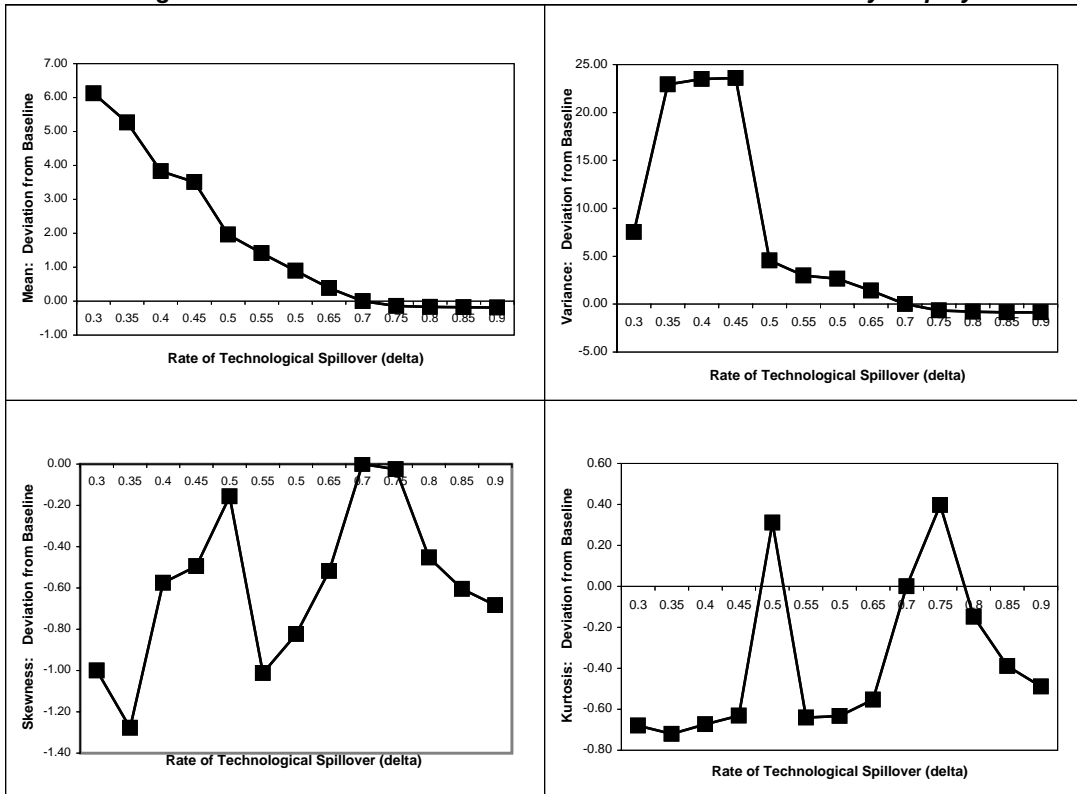 Mean: Deviation from Baseline
7.00
6.00
5.00
4.00
3.00
2.00
1.00
0.00
-1.00
0.3 0.35 0.4 0.45 0.5 0.55 0.5 0.65 0.7 0.75 0.8 0.85 0.9
Rate of Technological Spillover (delta)
Variance: Deviation from Baseline
25.00
20.00
15.00
10.00
5.00
0.00
-5.00
0.3 0.35 0.4 0.45 0.5 0.55 0.5 0.65 0.7 0.75 0.8 0.85 0.9
Rate of Technological Spillover (delta)
Skewness: Deviation from Baseline
0.00
-0.20
-0.40
-0.60
-0.80
-1.00
-1.20
-1.40
0.3 0.35 0.4 0.45 0.5 0.55 0.5 0.65 0.7 0.75 0.8 0.85 0.9
Rate of Technological Spillover (delta)
Kurtosis: Deviation from Baseline
0.60
0.40
0.20
0.00
-0.20
-0.40
-0.60
-0.80
0.3 0.35 0.4 0.45 0.5 0.55 0.5 0.65 0.7 0.75 0.8 0.85 0.9
Rate of Technological Spillover (delta)